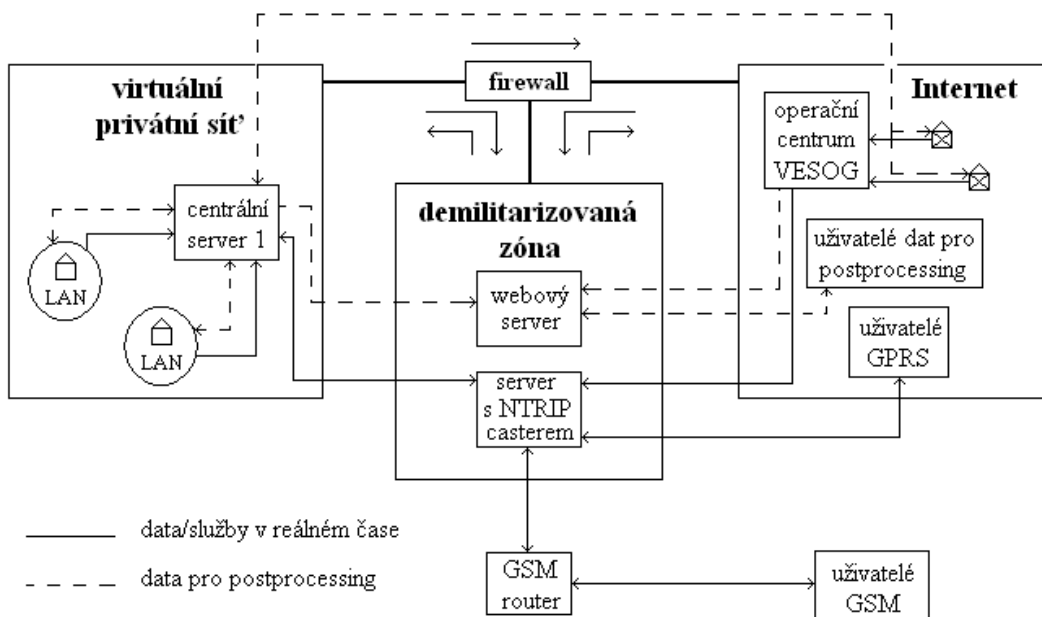 virtuální
privátní síť
firewall
Internet
operační
centrum
VESOG
centrální
server 1
LAN
LAN
demilitarizovaná
zóna
webový
server
server
s NTRIP
casterem
uživatelé dat pro
postprocessing
uživatelé
GPRS
data/služby v reálném čase
data pro postprocessing
GSM
router
uživatelé
GSM